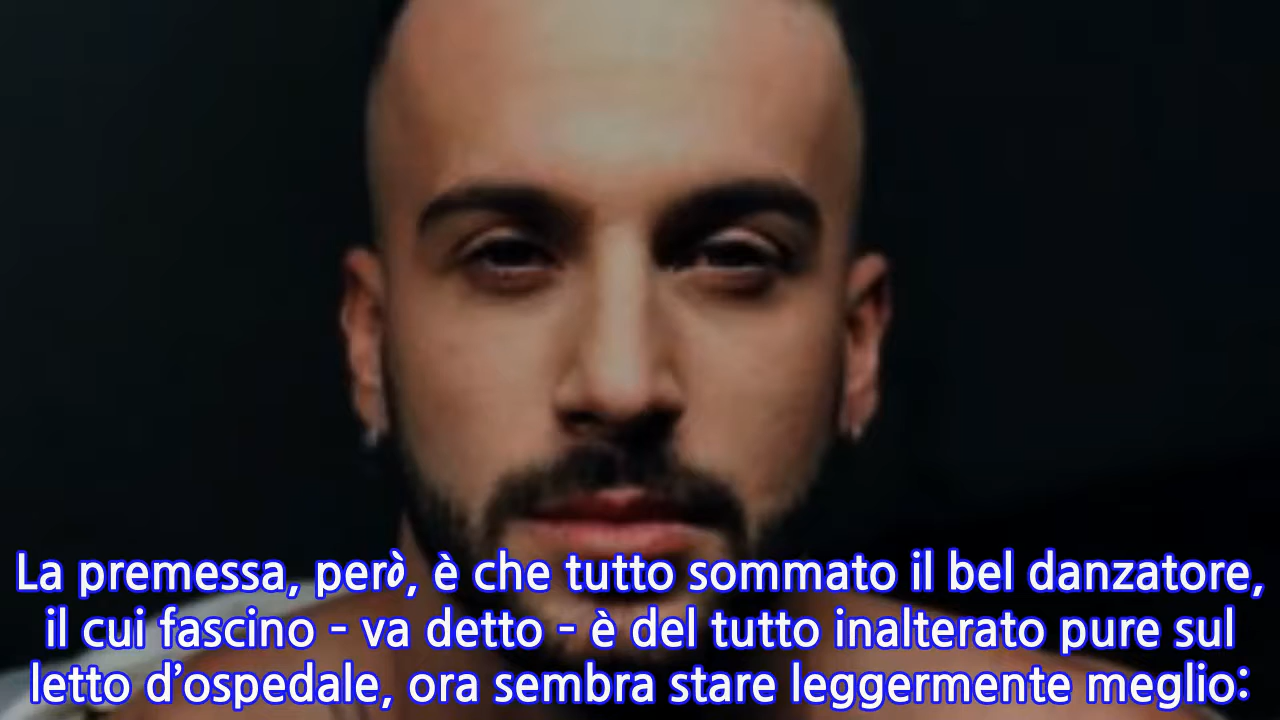 La premessa, però, è che tutto sommato il bel danzatore,
il cui fascino - va detto - è del tutto inalterato pure sul
letto d’ospedale, ora sembra stare leggermente meglio: